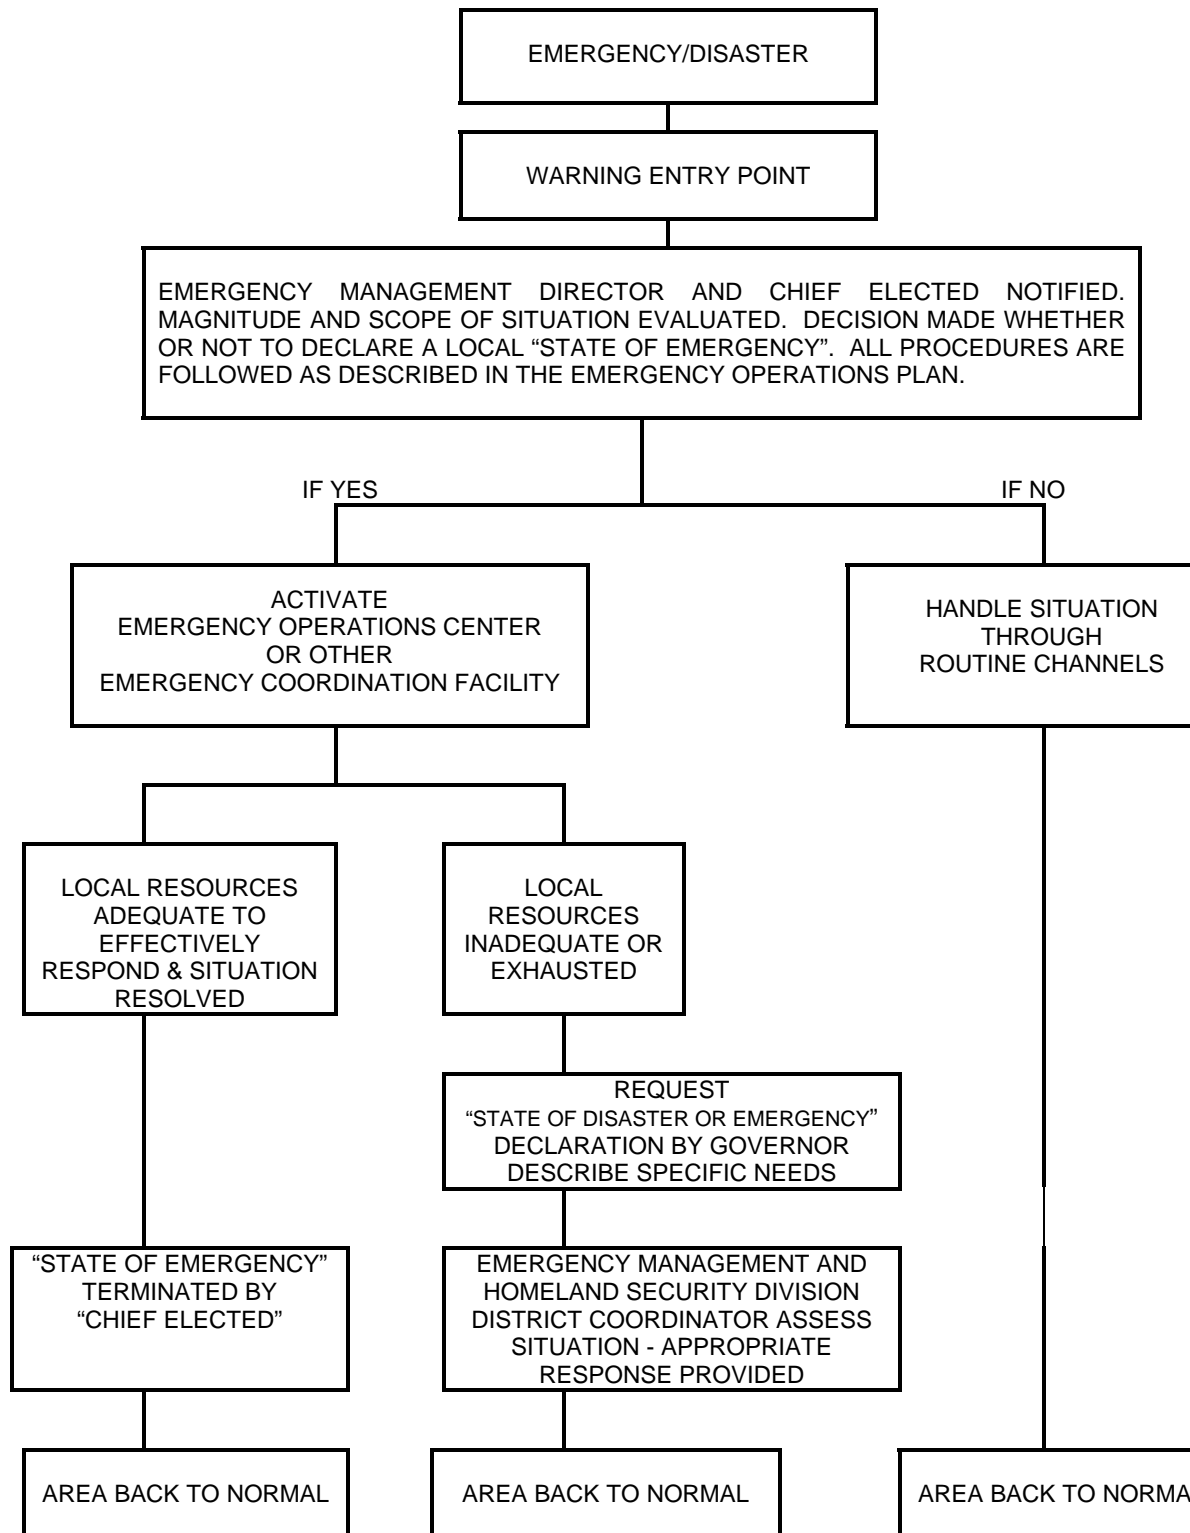 EMERGENCY/DISASTER
WARNING ENTRY POINT
EMERGENCY MANAGEMENT DIRECTOR AND CHIEF ELECTED NOTIFIED.
MAGNITUDE AND SCOPE OF SITUATION EVALUATED. DECISION MADE WHETHER
OR NOT TO DECLARE A LOCAL “STATE OF EMERGENCY”. ALL PROCEDURES ARE
FOLLOWED AS DESCRIBED IN THE EMERGENCY OPERATIONS PLAN.
IF YES
IF NO
ACTIVATE
EMERGENCY OPERATIONS CENTER
OR OTHER
EMERGENCY COORDINATION FACILITY
HANDLE SITUATION
THROUGH
ROUTINE CHANNELS
LOCAL RESOURCES
ADEQUATE TO
EFFECTIVELY
RESPOND & SITUATION
RESOLVED
LOCAL
RESOURCES
INADEQUATE OR
EXHAUSTED
REQUEST
“STATE OF DISASTER OR EMERGENCY”
DECLARATION BY GOVERNOR
DESCRIBE SPECIFIC NEEDS
“STATE OF EMERGENCY”
TERMINATED BY
“CHIEF ELECTED”
EMERGENCY MANAGEMENT AND
HOMELAND SECURITY DIVISION
DISTRICT COORDINATOR ASSESS
SITUATION - APPROPRIATE
RESPONSE PROVIDED
AREA BACK TO NORMAL
AREA BACK TO NORMAL
AREA BACK TO NORMA